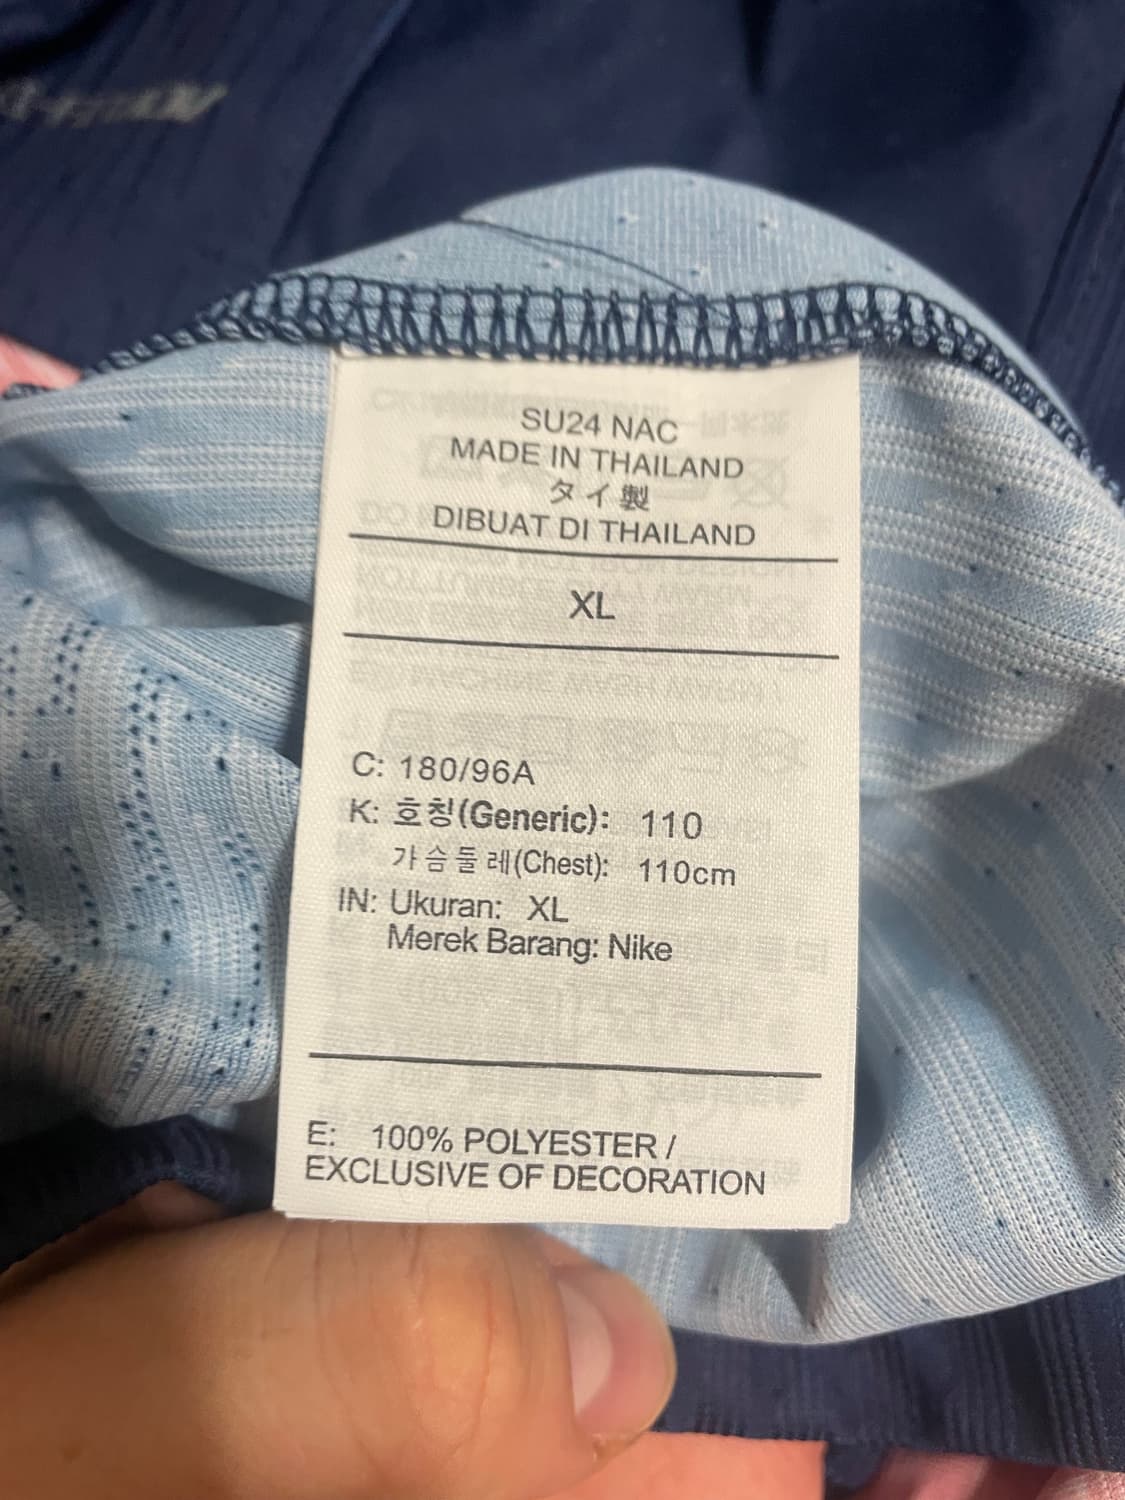 SU24 NAC
MADE IN THAILAND
タイ製
DIBUAT DI THAILAND
XL
C: 180/96A
K: 호칭(Generic): 110
가슴둘레(Chest): 110cm
IN: Ukuran: XL
Merek Barang: Nike
E: 100% POLYESTER /
EXCLUSIVE OF DECORATION